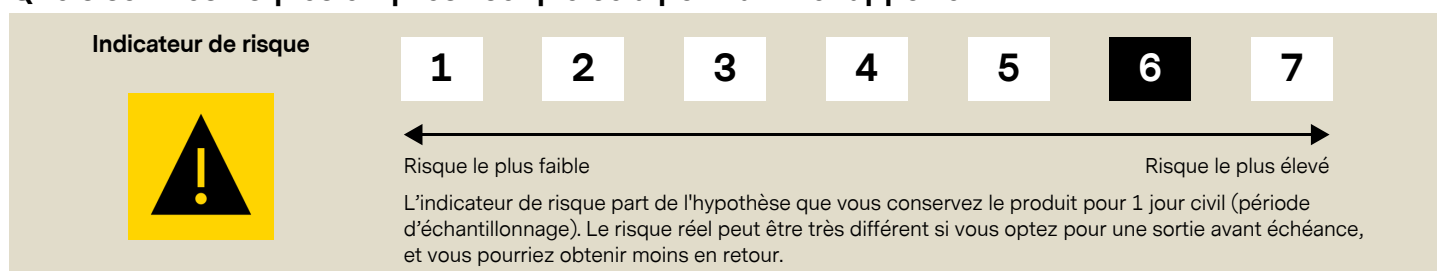 Indicateur de risque
1 2 3 4 5 6 7
Risque le plus faible Risque le plus élevé
L'indicateur de risque part de l'hypothèse que vous conservez le produit pour 1 jour civil (période
d'échantillonnage). Le risque réel peut être très différent si vous optez pour une sortie avant échéance,
et vous pourriez obtenir moins en retour.